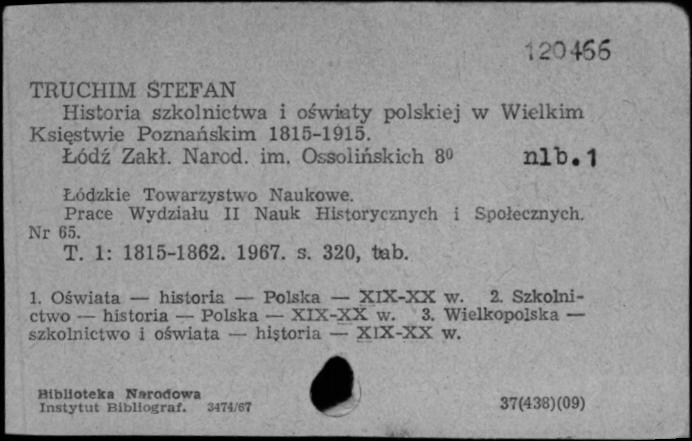 120466
TRUCHIM STEFAN
Historia szkolnictwa i oświaty polskiej w Wielkim
Księstwie Poznańskim 1815-1915.
Łódź Zakł. Narod. im. Ossolińskich 8⁰ nlb.1
Łódzkie Towarzystwo Naukowe.
Prace Wydziału II Nauk Historycznych i Społecznych.
Nr 65.
T. 1: 1815-1862. 1967. s. 320, tab.
1. Oświata — historia — Polska — XIX-XX w. 2. Szkolni-
ctwo — historia — Polska — XIX-XX w. 3. Wielkopolska —
szkolnictwo i oświata — historia — XIX-XX w.
Biblioteka Narodowa
Instytut Bibliograf. 3474/67 37(438)(09)